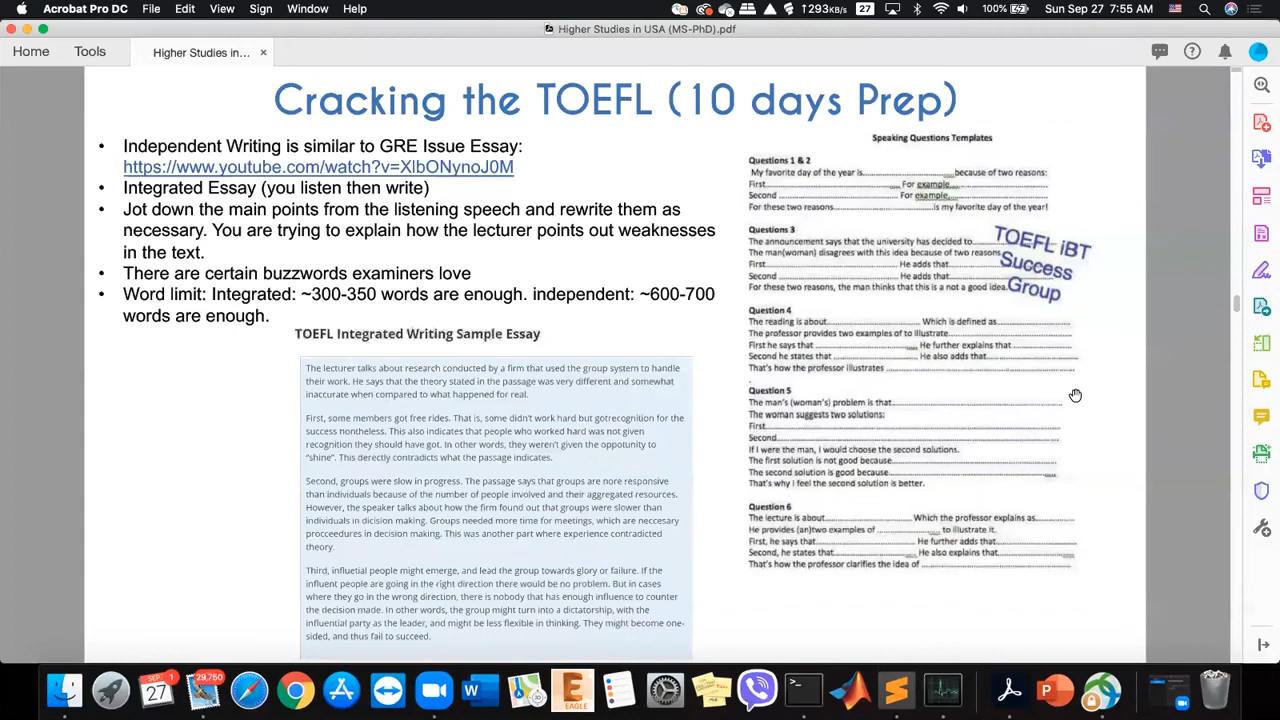 Acrobat Pro DC File Edit View Sign Window Help
293KB/s 27 100% Sun Sep 27 7:55 AM
Higher Studies in USA (MS-PhD).pdf
Home Tools Higher Studies in... ×
Cracking the TOEFL (10 days Prep)
• Independent Writing is similar to GRE Issue Essay:
https://www.youtube.com/watch?v=XlbONynoJ0M
• Integrated Essay (you listen then write)
• Jot down the main points from the listening speech and rewrite them as
necessary. You are trying to explain how the lecturer points out weaknesses
in the text.
• There are certain buzzwords examiners love
• Word limit: Integrated: ~300-350 words are enough. independent: ~600-700
words are enough.
TOEFL Integrated Writing Sample Essay
The lecturer talks about research conducted by a firm that used the group system to handle
their work. He says that the theory stated in the passage was very different and somewhat
inaccurate when compared to what happened for real.
First, some members got free rides. That is, some didn't work hard but gotrecognition for the
success nonetheless. This also indicates that people who worked hard was not given
recognition they should have got. In other words, they weren't given the opportunity to
"shine". This derectly contradicts what the passage indicates.
Second, groups were slow in progress. The passage says that groups are nore responsive
than individuals because of the number of people involved and their aggregated resources.
However, the speaker talks about how the firm found out that groups were slower than
individuals in dicision making. Groups needed more time for meetings, which are neccesary
procceedures in decision making. This was another part where experience contradicted
theory.
Third, influential people might emerge, and lead the group towards glory or failure. If the
influent people are going in the right direction there would be no problem. But in cases
where they go in the wrong direction, there is nobody that has enough influence to counter
the decision made. In other words, the group might turn into a dictatorship, with the
influential party as the leader, and might be less flexible in thinking. They might become one-
sided, and thus fail to succeed.
Speaking Questions Templates
Questions 1 & 2
My favorite day of the year is.......................because of two reasons:
First............................ For example.......................
Second ............................ For example.......................
For these two reasons.......................is my favorite day of the year!
Questions 3
The announcement says that the university has decided to.......................
The man(woman) disagrees with this idea because of two reasons.
First............................ He adds that.......................
Second ............................ He adds that.......................
For these two reasons, the man thinks that this is a not a good idea.
TOEFL iBT
Success
Group
Question 4
The reading is about....................... Which is defined as.......................
The professor provides two examples of to illustrate.......................
First he says that ....................... He further explains that .......................
Second he states that ....................... He also adds that.......................
That's how the professor illustrates .......................
Question 5
The man's (woman's) problem is that.......................
The woman suggests two solutions:
First.......................
Second.......................
If I were the man, I would choose the second solutions.
The first solution is not good because.......................
The second solution is good because.......................
That's why i feel the second solution is better.
Question 6
The lecture is about....................... Which the professor explains as.......................
He provides (an)two examples of ....................... to illustrate it.
First, he says that....................... He further adds that .......................
Second, he states that....................... He also explains that.......................
That's how the professor clarifies the idea of .......................
SEP 1 29,750
27
EAGLE